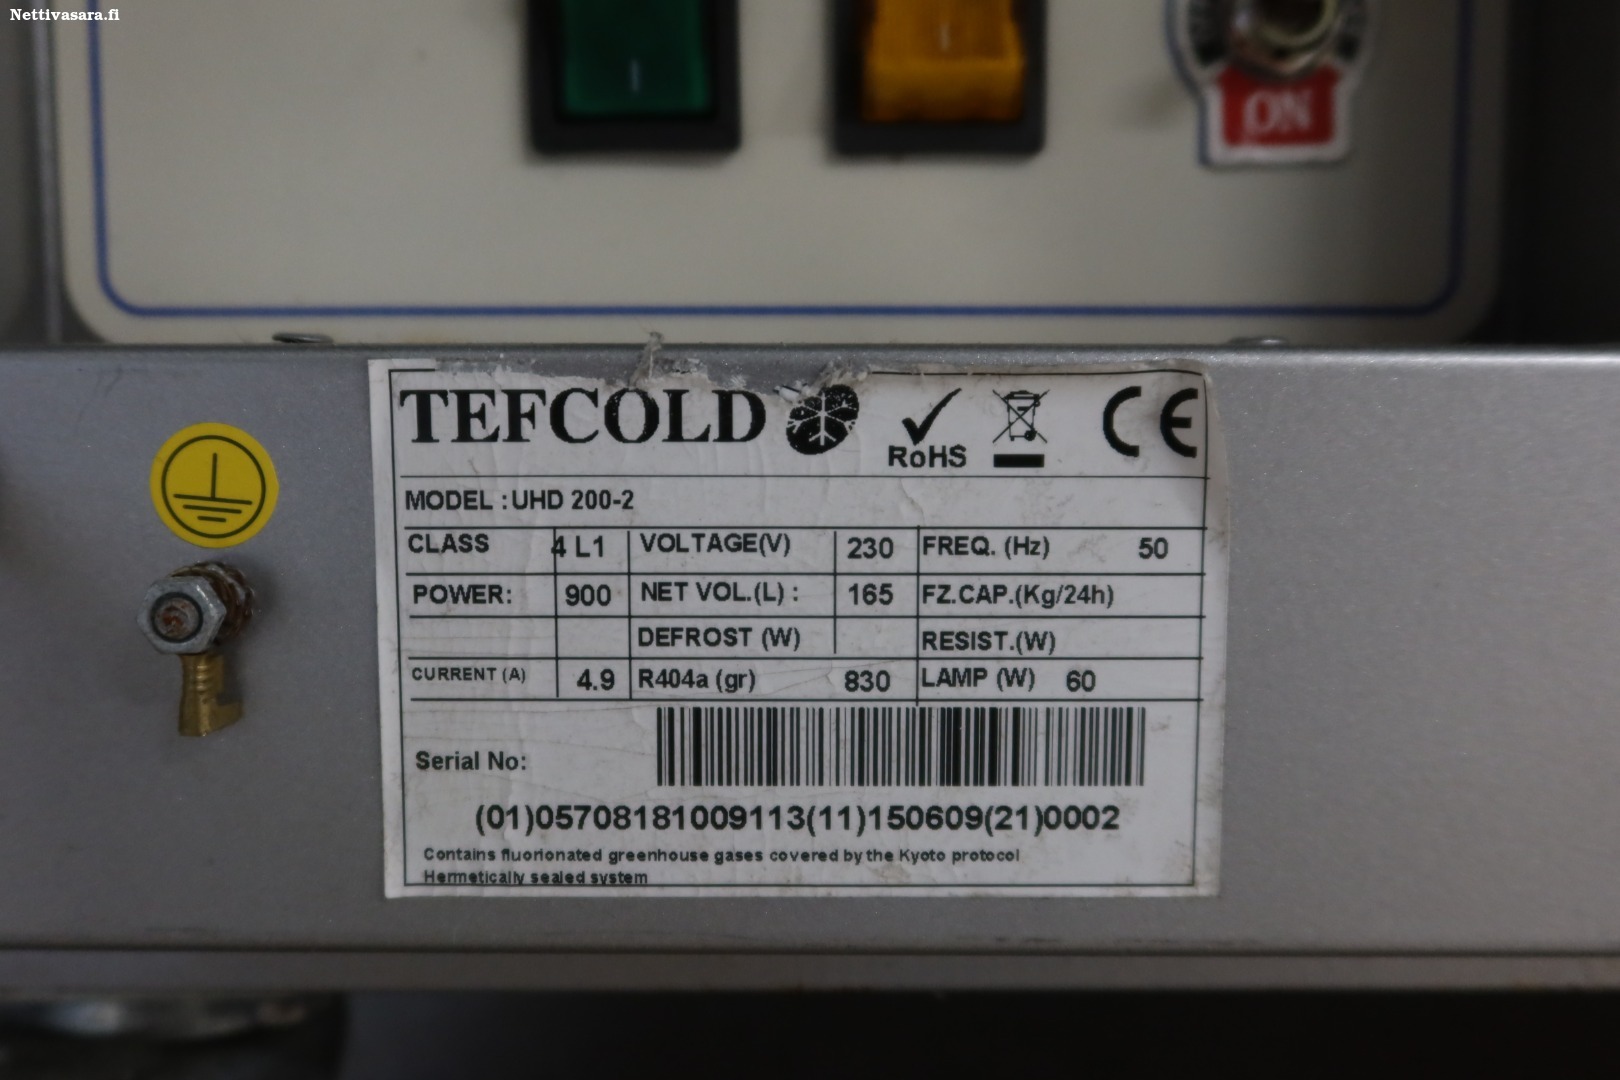 Nettivasara.fi
ON
TEFCOLD
RoHS
CE
MODEL : UHD 200-2
CLASS 4 L1 VOLTAGE(V) 230 FREQ. (Hz) 50
POWER: 900 NET VOL.(L) : 165 FZ.CAP.(Kg/24h)
DEFROST (W) RESIST.(W)
CURRENT (A) 4.9 R404a (gr) 830 LAMP (W) 60
Serial No:
(01)05708181009113(11)150609(21)0002
Contains fluorionated greenhouse gases covered by the Kyoto protocol
Hermetically sealed system